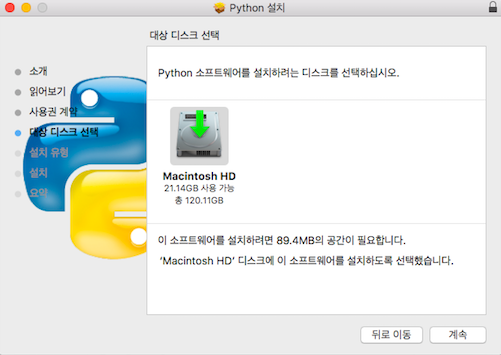 Python 설치
대상 디스크 선택
소개
읽어보기
사용권 계약
대상 디스크 선택
설치 유형
설치
요약
Python 소프트웨어를 설치하려는 디스크를 선택하십시오.
Macintosh HD
21.14GB 사용 가능
총 120.11GB
이 소프트웨어를 설치하려면 89.4MB의 공간이 필요합니다.
‘Macintosh HD’ 디스크에 이 소프트웨어를 설치하도록 선택했습니다.
뒤로 이동
계속